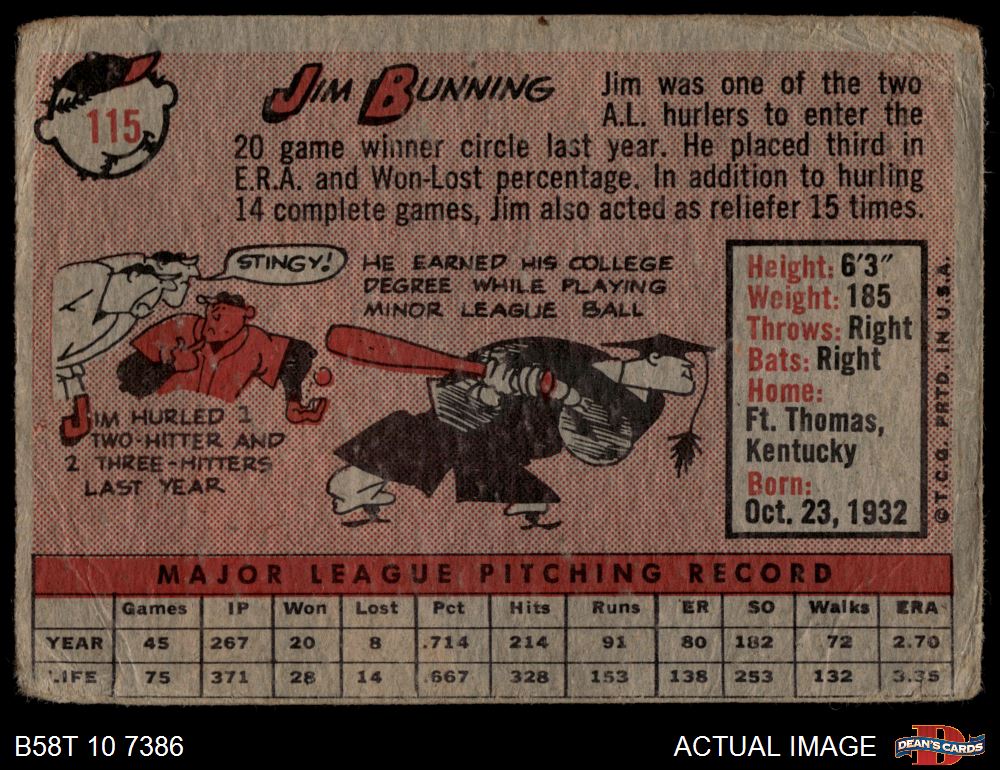 115
JIM BUNNING
Jim was one of the two
A.L. hurlers to enter the
20 game winner circle last year. He placed third in
E.R.A. and Won-Lost percentage. In addition to hurling
14 complete games, Jim also acted as reliefer 15 times.
STINGY!
HE EARNED HIS COLLEGE
DEGREE WHILE PLAYING
MINOR LEAGUE BALL
JIM HURLED 1
TWO-HITTER AND
2 THREE-HITTERS
LAST YEAR
Height: 6'3"
Weight: 185
Throws: Right
Bats: Right
Home:
Ft. Thomas,
Kentucky
Born:
Oct. 23, 1932
© T.C.G. PRTD. IN U.S.A.
MAJOR LEAGUE PITCHING RECORD
Games IP Won Lost Pct Hits Runs ER SO Walks ERA
YEAR 45 267 20 8 .714 214 91 80 182 72 2.70
LIFE 75 371 28 14 .667 328 153 138 253 132 3.35
B58T 10 7386
ACTUAL IMAGE
D
DEAN'S CARDS